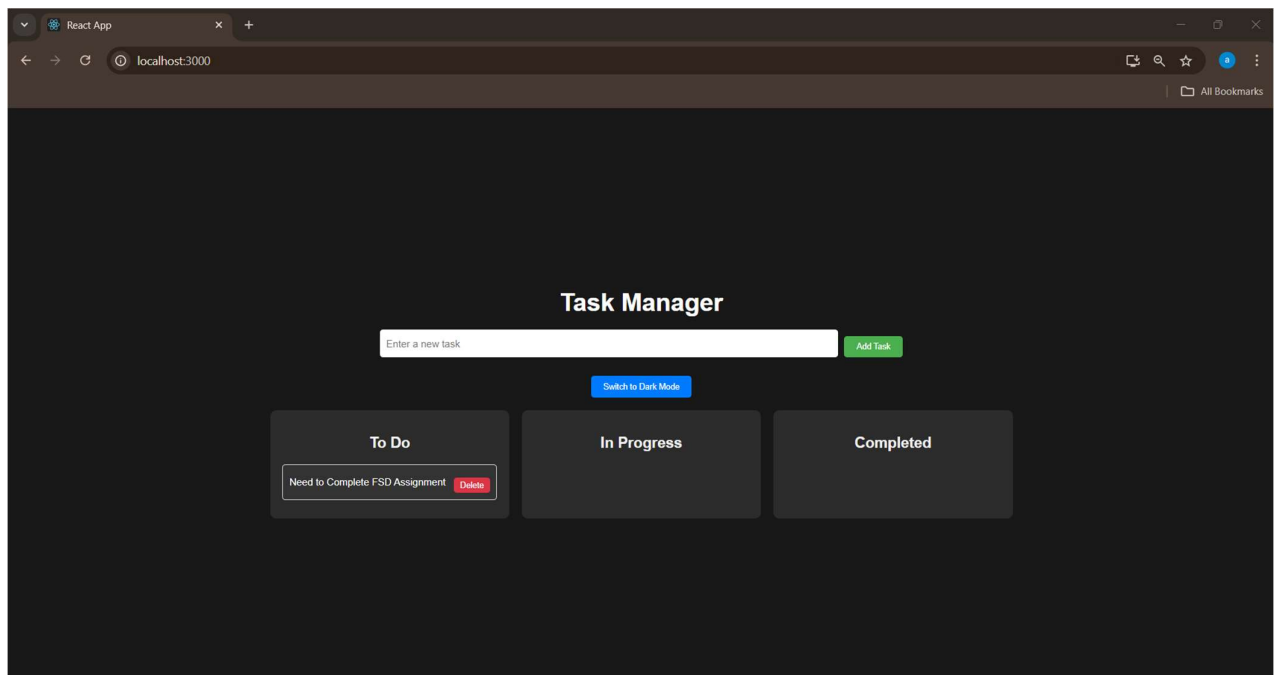 React App
localhost:3000
a
All Bookmarks
Task Manager
Enter a new task
Add Task
Switch to Dark Mode
To Do
In Progress
Completed
Need to Complete FSD Assignment
Delete